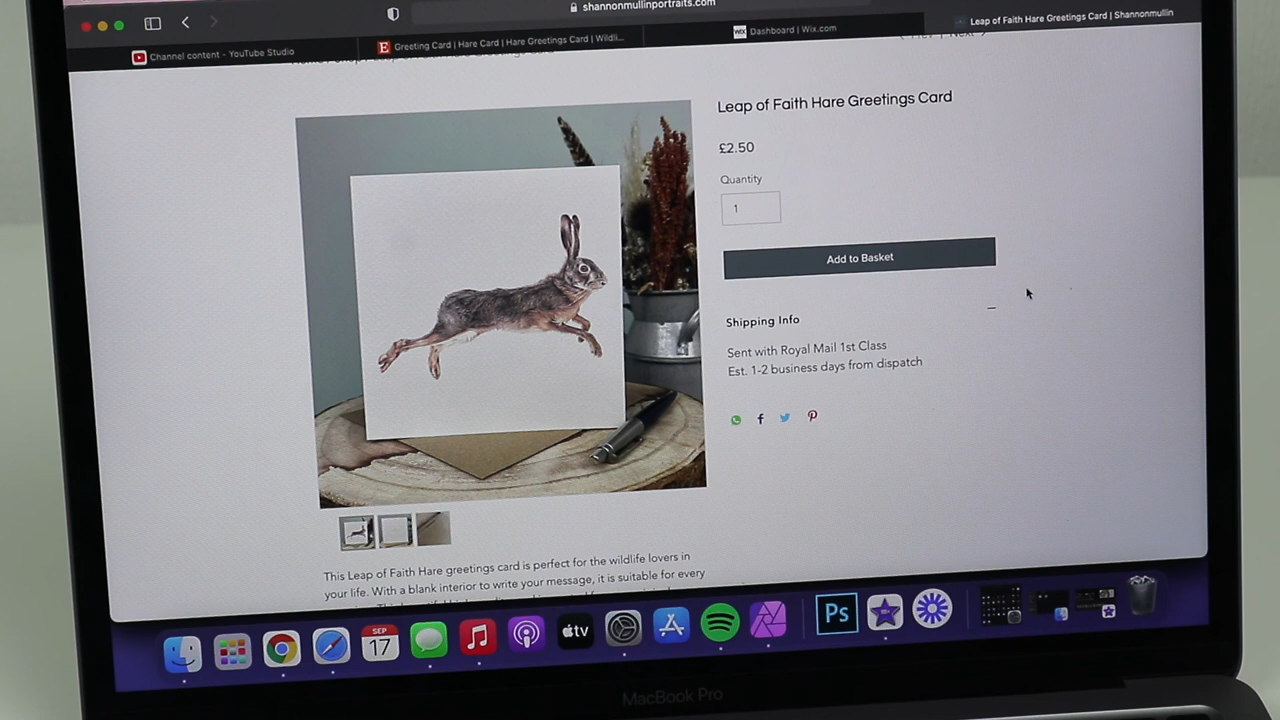 shannonmullinportraits.com
Channel content - YouTube Studio
Greeting Card | Hare Card | Hare Greetings Card | Wildli...
WiX Dashboard | Wix.com
Leap of Faith Hare Greetings Card | Shannonmullin
Leap of Faith Hare Greetings Card
£2.50
Quantity
1
Add to Basket
Shipping Info
Sent with Royal Mail 1st Class
Est. 1-2 business days from dispatch
This Leap of Faith Hare greetings card is perfect for the wildlife lovers in
your life. With a blank interior to write your message, it is suitable for every
SEP
17
tv
Ps
MacBook Pro